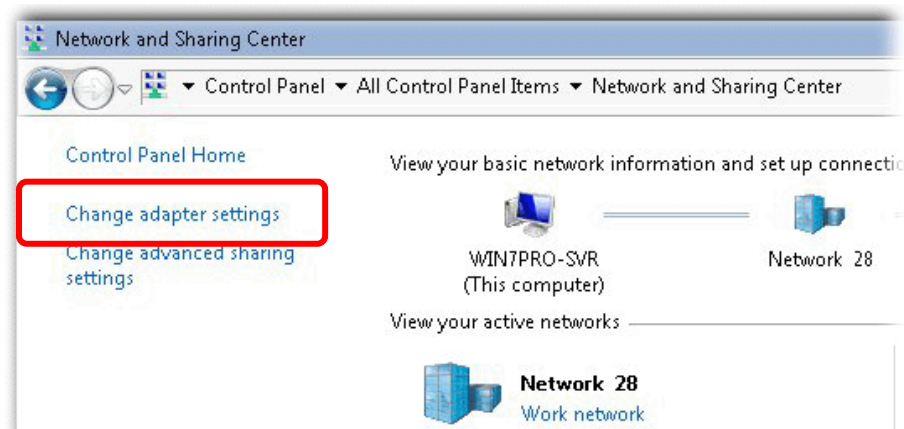 Network and Sharing Center
Control Panel All Control Panel Items Network and Sharing Center
Control Panel Home
Change adapter settings
Change advanced sharing
settings
View your basic network information and set up
WIN7PRO-SVR
(This computer)
Network 28
View your active networks
Network 28
Work network